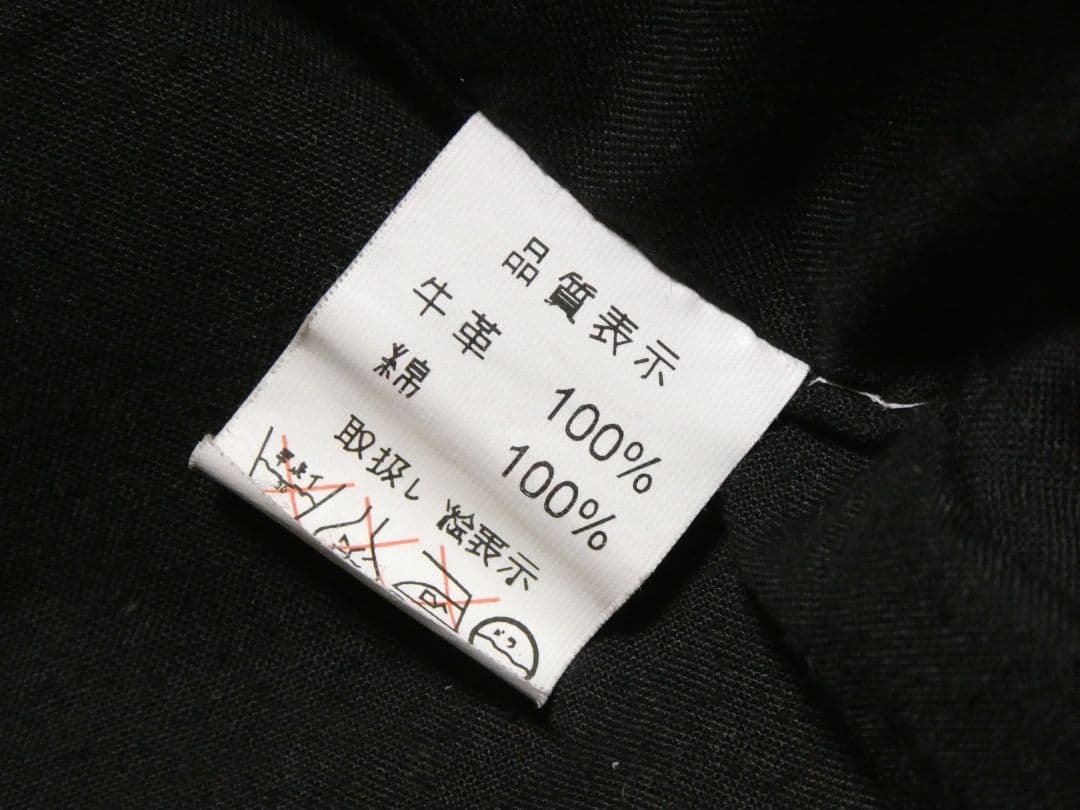 品質表示
牛革 100%
綿 100%
取扱い絵表示